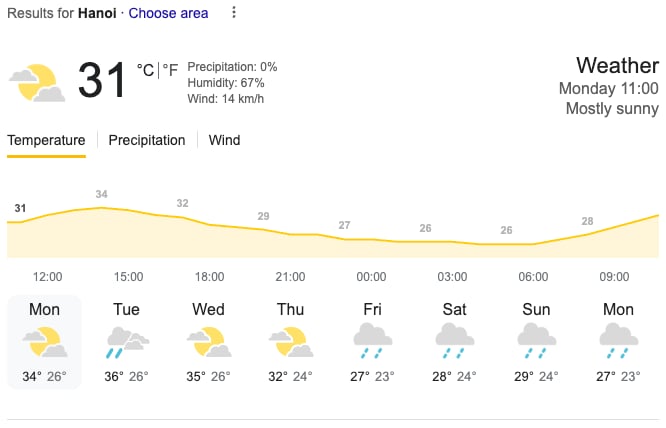 Results for Hanoi · Choose area
31 °C | °F
Precipitation: 0%
Humidity: 67%
Wind: 14 km/h
Weather
Monday 11:00
Mostly sunny
Temperature | Precipitation | Wind
31 34 32 29 27 26 26 28
12:00 15:00 18:00 21:00 00:00 03:00 06:00 09:00
Mon Tue Wed Thu Fri Sat Sun Mon
34° 26° 36° 26° 35° 26° 32° 24° 27° 23° 28° 24° 29° 24° 27° 23°